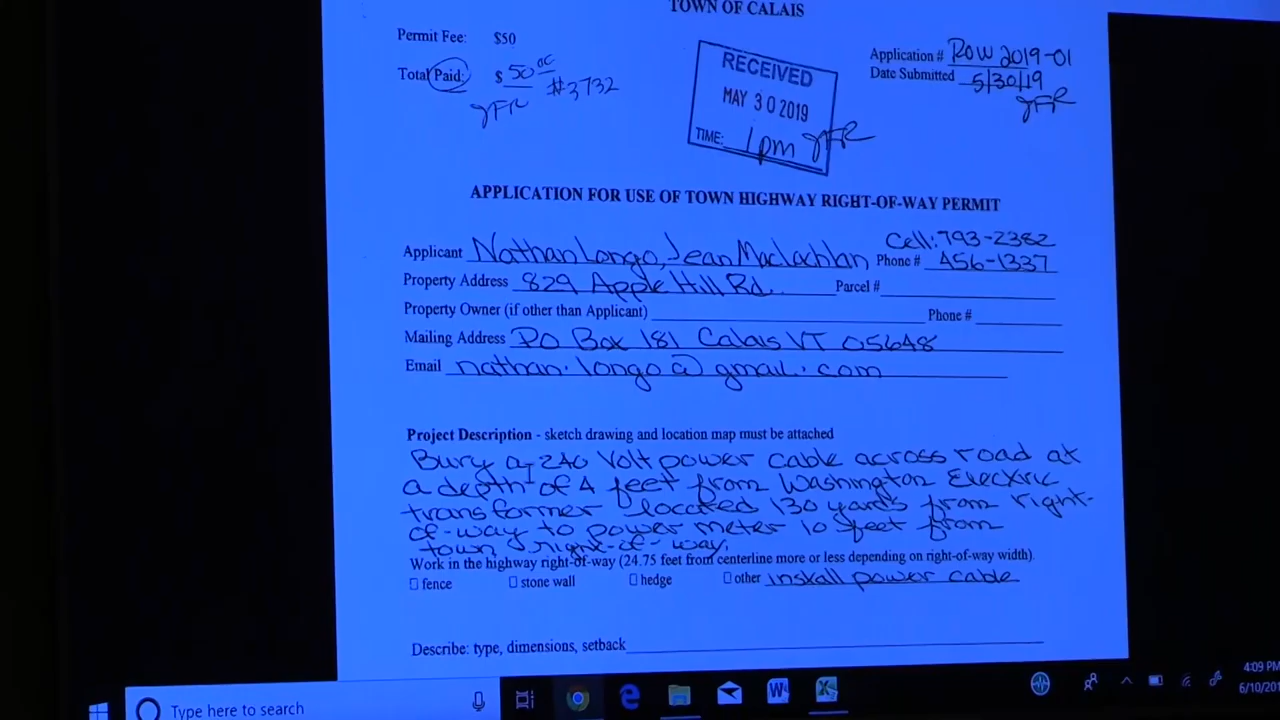 TOWN OF CALAIS
Permit Fee: $50
Total Paid: $ 50 00 #3732
JFR
RECEIVED
MAY 30 2019
TIME: 1pm JFR
Application # ROW 2019-01
Date Submitted 5/30/19
JFR
APPLICATION FOR USE OF TOWN HIGHWAY RIGHT-OF-WAY PERMIT
Cell: 793-2382
Applicant Nathan Longo, Jean Maclachlan Phone # 456-1337
Property Address 829 Apple Hill Rd. Parcel #
Property Owner (if other than Applicant) Phone #
Mailing Address PO Box 181 Calais VT 05648
Email nathan.longo@gmail.com
Project Description - sketch drawing and location map must be attached
Bury a 240 Volt power cable across road at
a depth of 4 feet from Washington Electric
transformer located 130 yards from right-
of-way to power meter 10 feet from
town right-of-way.
Work in the highway right-of-way (24.75 feet from centerline more or less depending on right-of-way width).
fence stone wall hedge other install power cable
Describe: type, dimensions, setback
Type here to search
4:09 PM
6/10/201